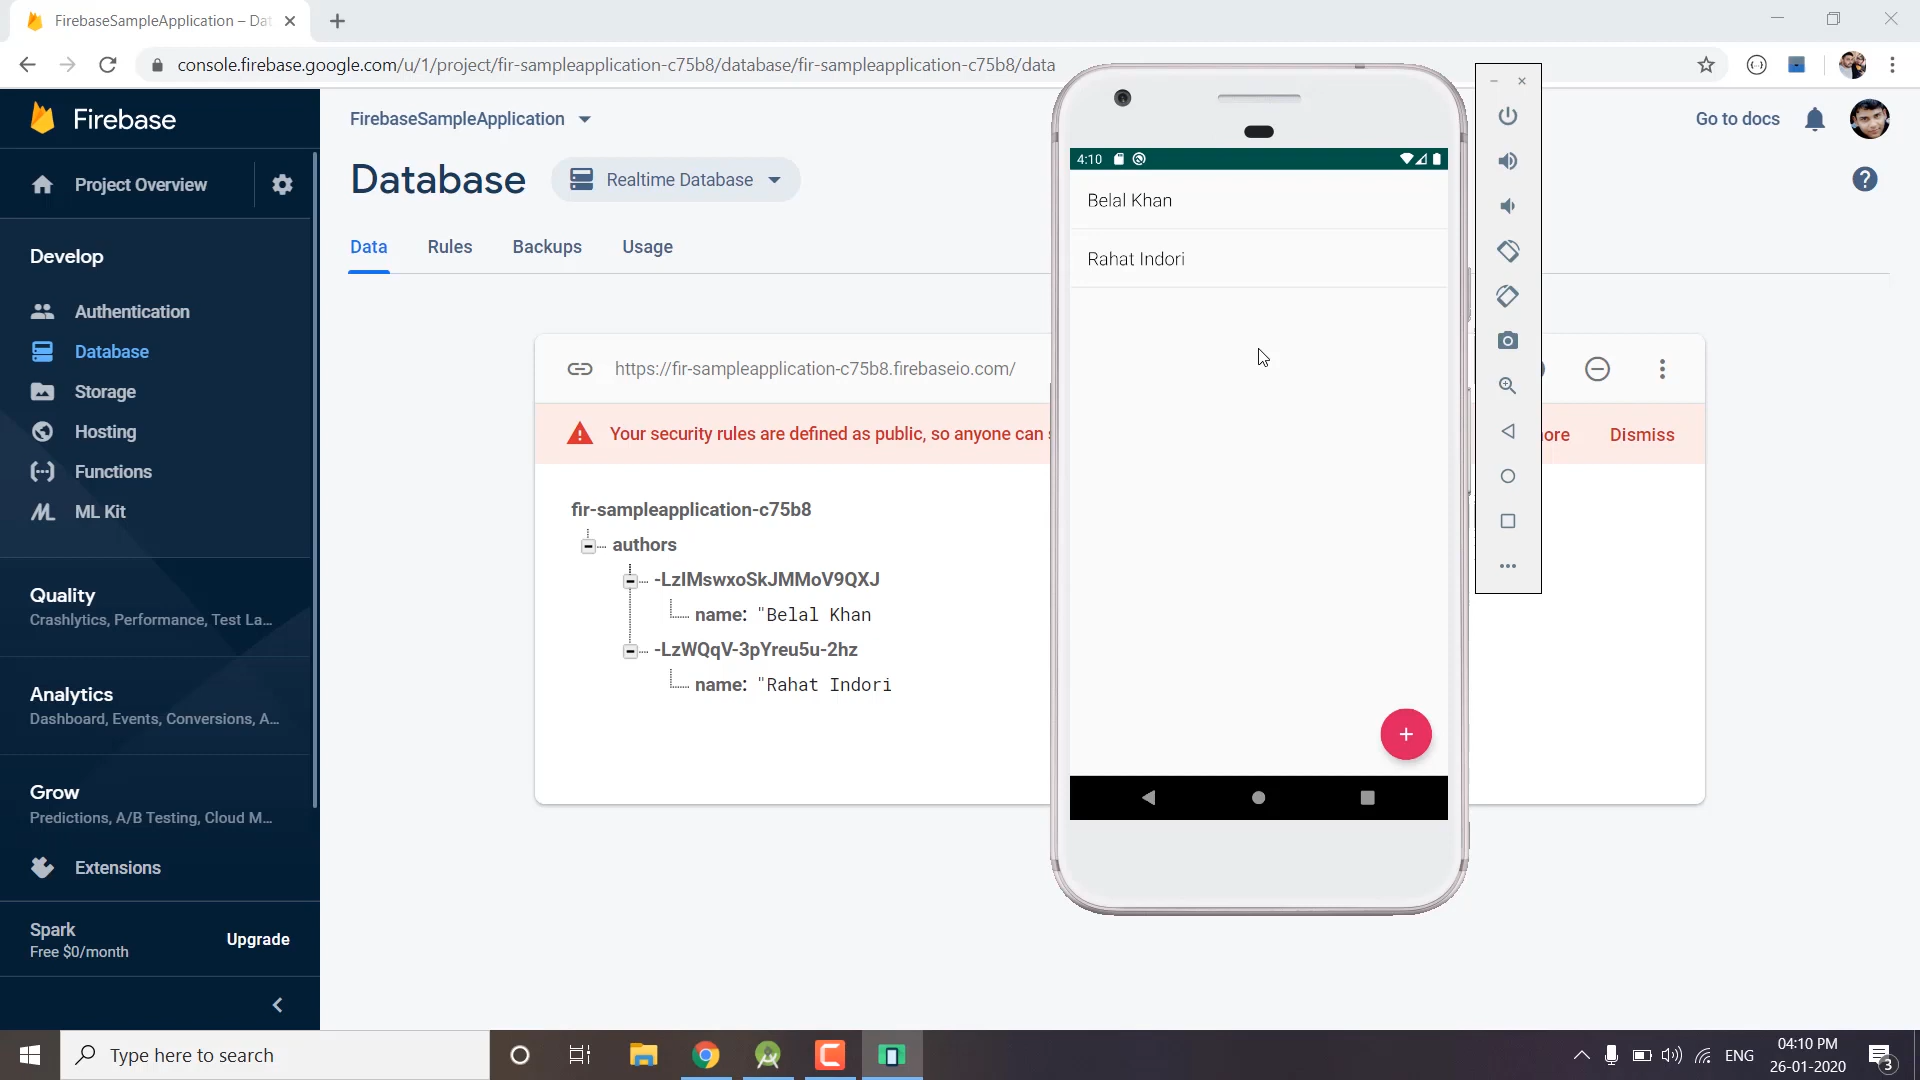 FirebaseSampleApplication – Dat
console.firebase.google.com/u/1/project/fir-sampleapplication-c75b8/database/fir-sampleapplication-c75b8/data
Firebase
Project Overview
Develop
Authentication
Database
Storage
Hosting
Functions
ML Kit
Quality
Crashlytics, Performance, Test La...
Analytics
Dashboard, Events, Conversions, A...
Grow
Predictions, A/B Testing, Cloud M...
Extensions
Spark
Free $0/month
Upgrade
FirebaseSampleApplication
Go to docs
Database
Realtime Database
Data
Rules
Backups
Usage
https://fir-sampleapplication-c75b8.firebaseio.com/
Your security rules are defined as public, so anyone can
ore
Dismiss
fir-sampleapplication-c75b8
authors
-LzIMswxoSkJMMoV9QXJ
name: "Belal Khan
-LzWQqV-3pYreu5u-2hz
name: "Rahat Indori
4:10
Belal Khan
Rahat Indori
Type here to search
ENG
04:10 PM
26-01-2020
3